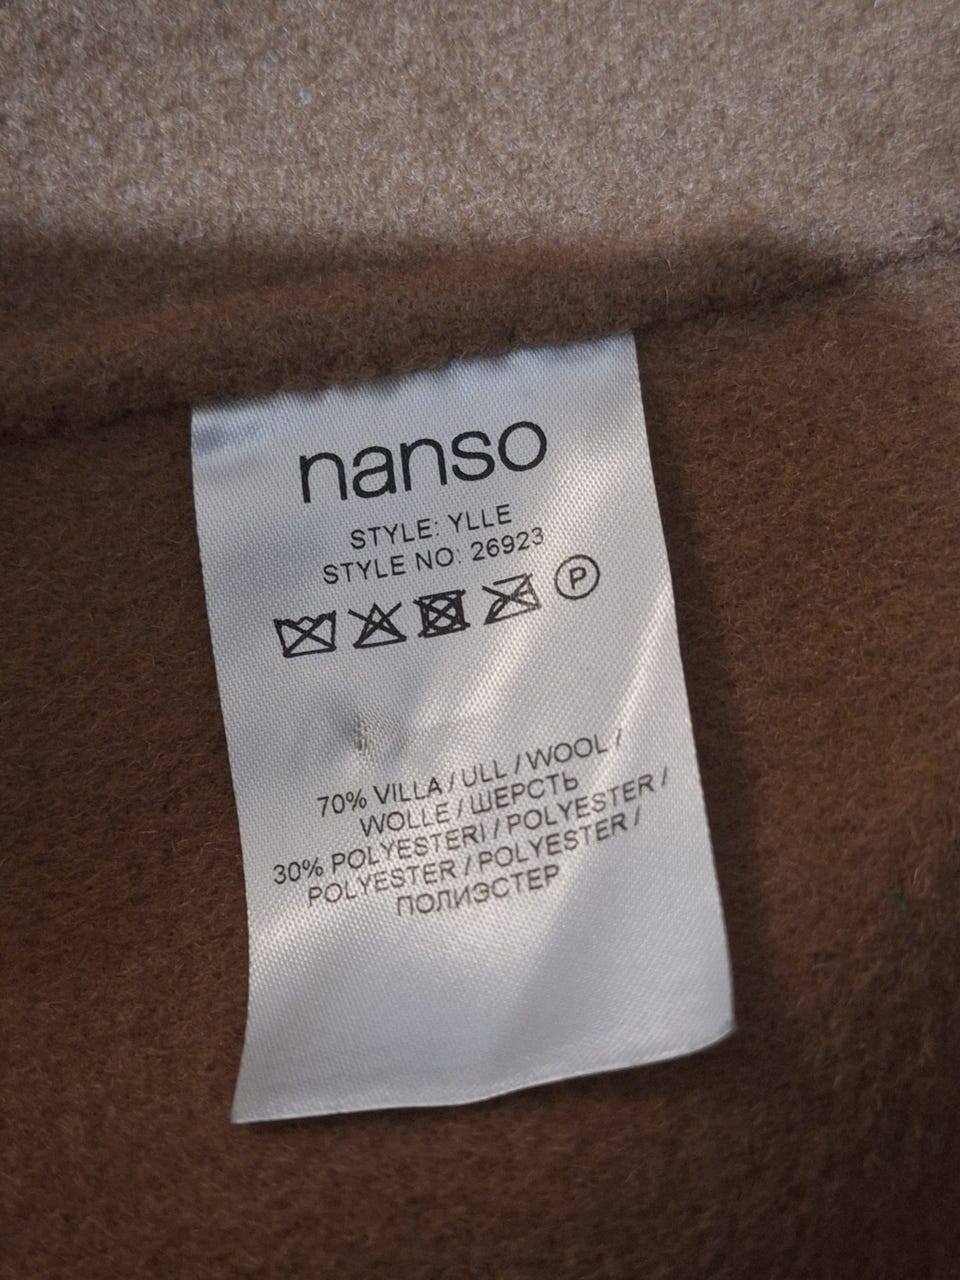 nanso
STYLE: YLLE
STYLE NO: 26923
P
70% VILLA / ULL / WOOL /
WOLLE / ШЕРСТЬ
30% POLYESTERI / POLYESTER /
POLYESTER / POLYESTER /
ПОЛИЭСТЕР